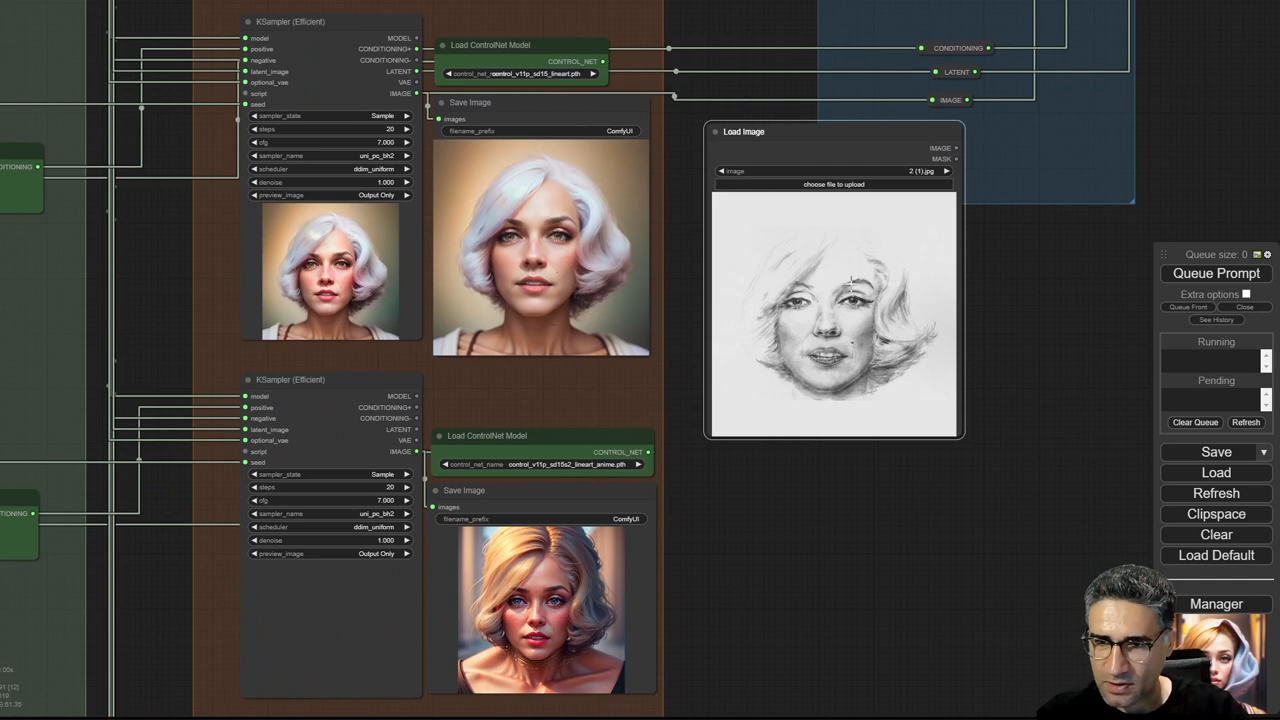 KSampler (Efficient)
model MODEL
positive CONDITIONING+
negative CONDITIONING-
latent_image LATENT
optional_vae VAE
script IMAGE
seed
sampler_state Sample
steps 20
cfg 7.000
sampler_name uni_pc_bh2
scheduler ddim_uniform
denoise 1.000
preview_image Output Only
Load ControlNet Model
CONTROL_NET
control_v11p_sd15_lineart.pth
Save Image
images
filename_prefix ComfyUI
CONDITIONING
LATENT
IMAGE
Load Image
IMAGE
MASK
image 2 (1).jpg
choose file to upload
KSampler (Efficient)
model MODEL
positive CONDITIONING+
negative CONDITIONING-
latent_image LATENT
optional_vae VAE
script IMAGE
seed
sampler_state Sample
steps 20
cfg 7.000
sampler_name uni_pc_bh2
scheduler ddim_uniform
denoise 1.000
preview_image Output Only
Load ControlNet Model
CONTROL_NET
control_net_name control_v11p_sd15s2_lineart_anime.pth
Save Image
images
filename_prefix ComfyUI
Queue size: 0
Queue Prompt
Extra options
Queue Front Close
See History
Running
Pending
Clear Queue Refresh
Save
Load
Refresh
Clipspace
Clear
Load Default
Manager